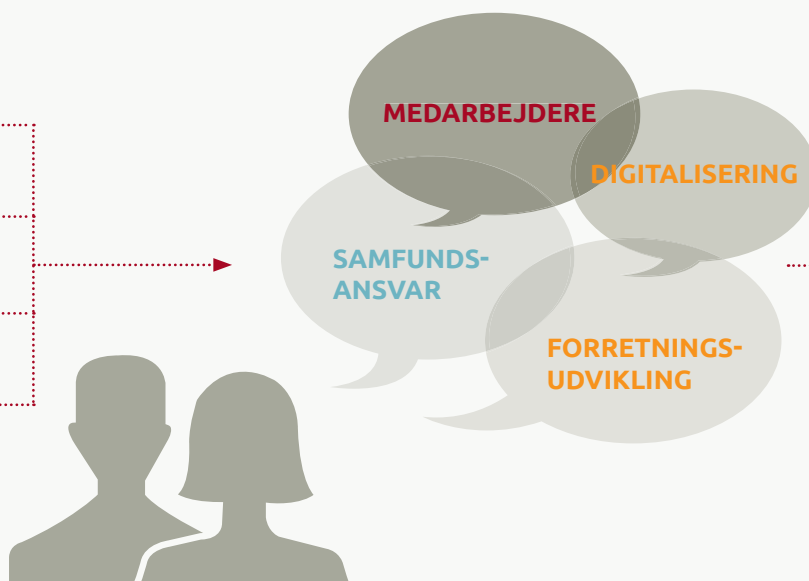 MEDARBEJDERE
DIGITALISERING
SAMFUNDS-
ANSVAR
FORRETNINGS-
UDVIKLING